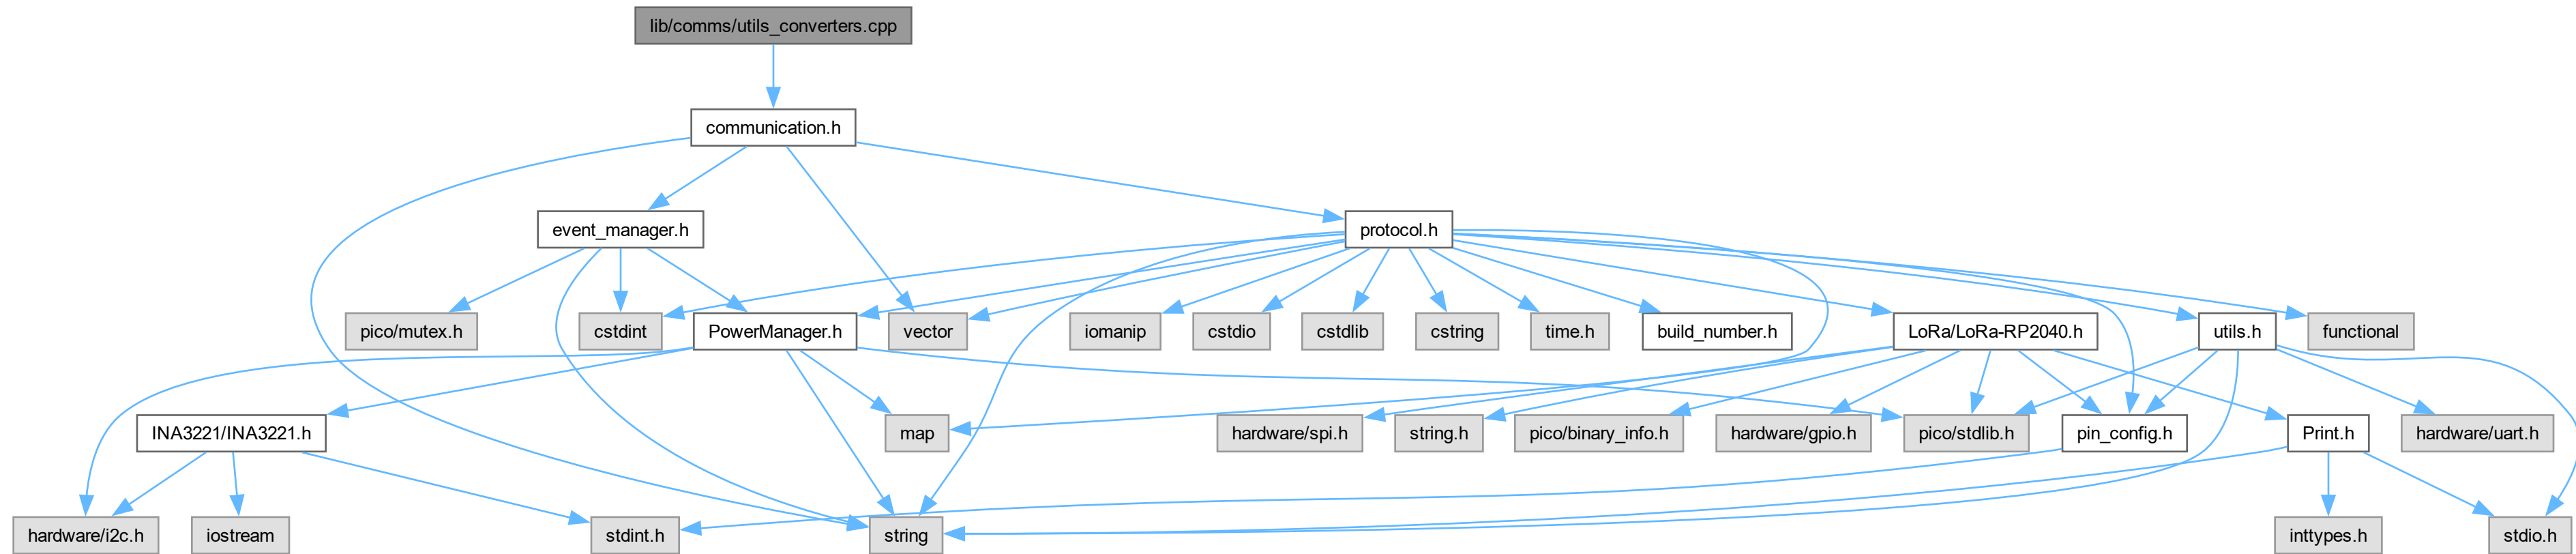 lib/comms/utils_converters.cpp
communication.h
event_manager.h
protocol.h
pico/mutex.h
cstdint
PowerManager.h
vector
iomanip
cstdio
cstdlib
cstring
time.h
build_number.h
LoRa/LoRa-RP2040.h
utils.h
functional
INA3221/INA3221.h
map
hardware/spi.h
string.h
pico/binary_info.h
hardware/gpio.h
pico/stdlib.h
pin_config.h
Print.h
hardware/uart.h
hardware/i2c.h
iostream
stdint.h
string
inttypes.h
stdio.h